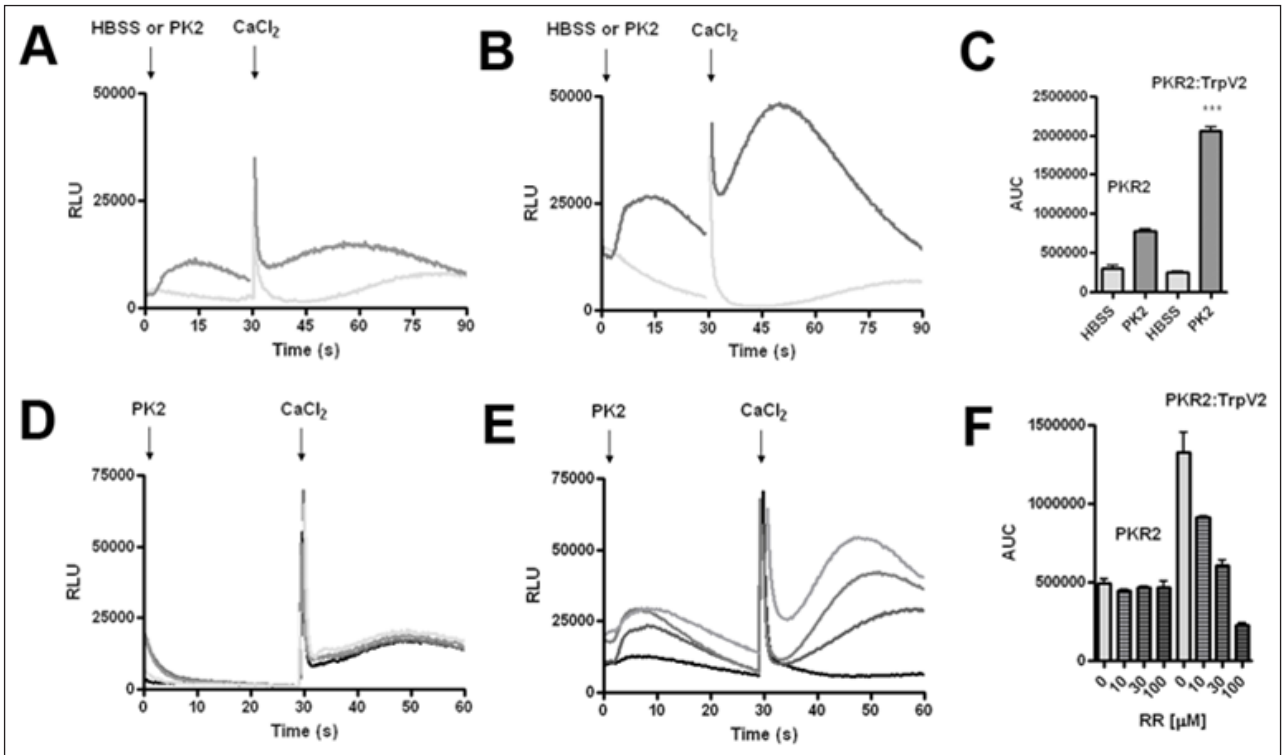 A
HBSS or PK2 CaCl2
50000
25000
0
RLU
0 15 30 45 60 75 90
Time (s)
B
HBSS or PK2 CaCl2
50000
25000
0
RLU
0 15 30 45 60 75 90
Time (s)
C
PKR2:TrpV2
***
PKR2
2500000
2000000
1500000
1000000
500000
0
AUC
HBSS PK2 HBSS PK2
D
PK2 CaCl2
75000
50000
25000
0
RLU
0 10 20 30 40 50 60
Time (s)
E
PK2 CaCl2
75000
50000
25000
0
RLU
0 10 20 30 40 50 60
Time (s)
F
PKR2:TrpV2
PKR2
1500000
1000000
500000
0
AUC
0 10 30 100 0 10 30 100
RR [µM]